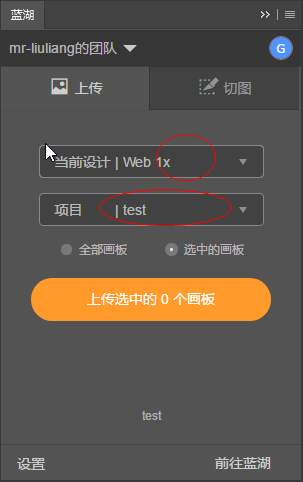 蓝湖
mr-liuliang的团队
G
上传
切图
当前设计 | Web 1x
项目 | test
全部画板
选中的画板
上传选中的 0 个画板
test
设置
前往蓝湖